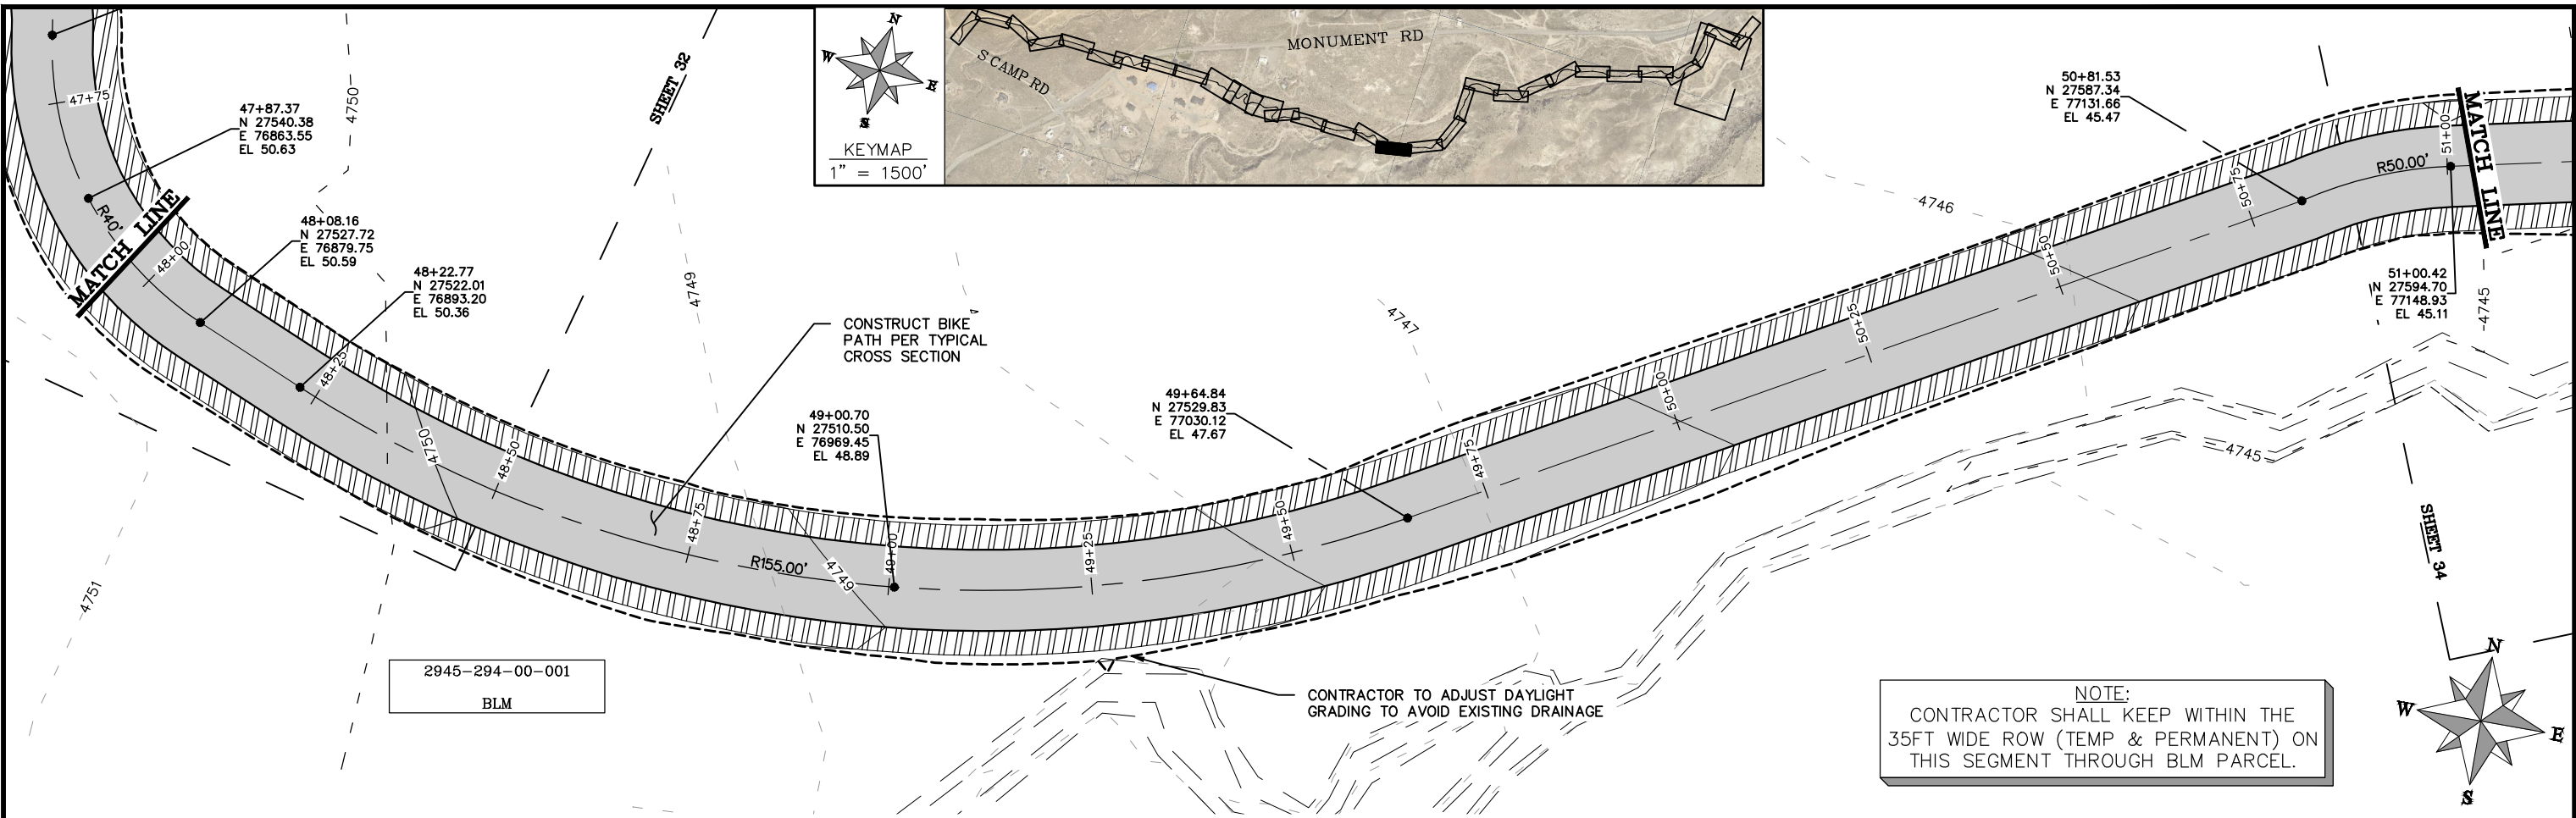 47+75
47+87.37
N 27540.38
E 76863.55
EL 50.63
4750
SHEET 32
R40'
MATCH LINE
48+00
48+08.16
N 27527.72
E 76879.75
EL 50.59
48+22.77
N 27522.01
E 76893.20
EL 50.36
48+25
4750
48+50
4749
4751
CONSTRUCT BIKE
PATH PER TYPICAL
CROSS SECTION
48+75
R155.00'
4749
49+00.70
N 27510.50
E 76969.45
EL 48.89
49+00
49+25
2945-294-00-001
BLM
N
W
E
S
KEYMAP
1" = 1500'
S CAMP RD
MONUMENT RD
4747
49+64.84
N 27529.83
E 77030.12
EL 47.67
49+50
49+75
50+00
50+25
50+50
50+75
4746
50+81.53
N 27587.34
E 77131.66
EL 45.47
R50.00'
51+00
MATCH LINE
51+00.42
N 27594.70
E 77148.93
EL 45.11
4745
4745
SHEET 34
CONTRACTOR TO ADJUST DAYLIGHT
GRADING TO AVOID EXISTING DRAINAGE
NOTE:
CONTRACTOR SHALL KEEP WITHIN THE
35FT WIDE ROW (TEMP & PERMANENT) ON
THIS SEGMENT THROUGH BLM PARCEL.
N
W
E
S